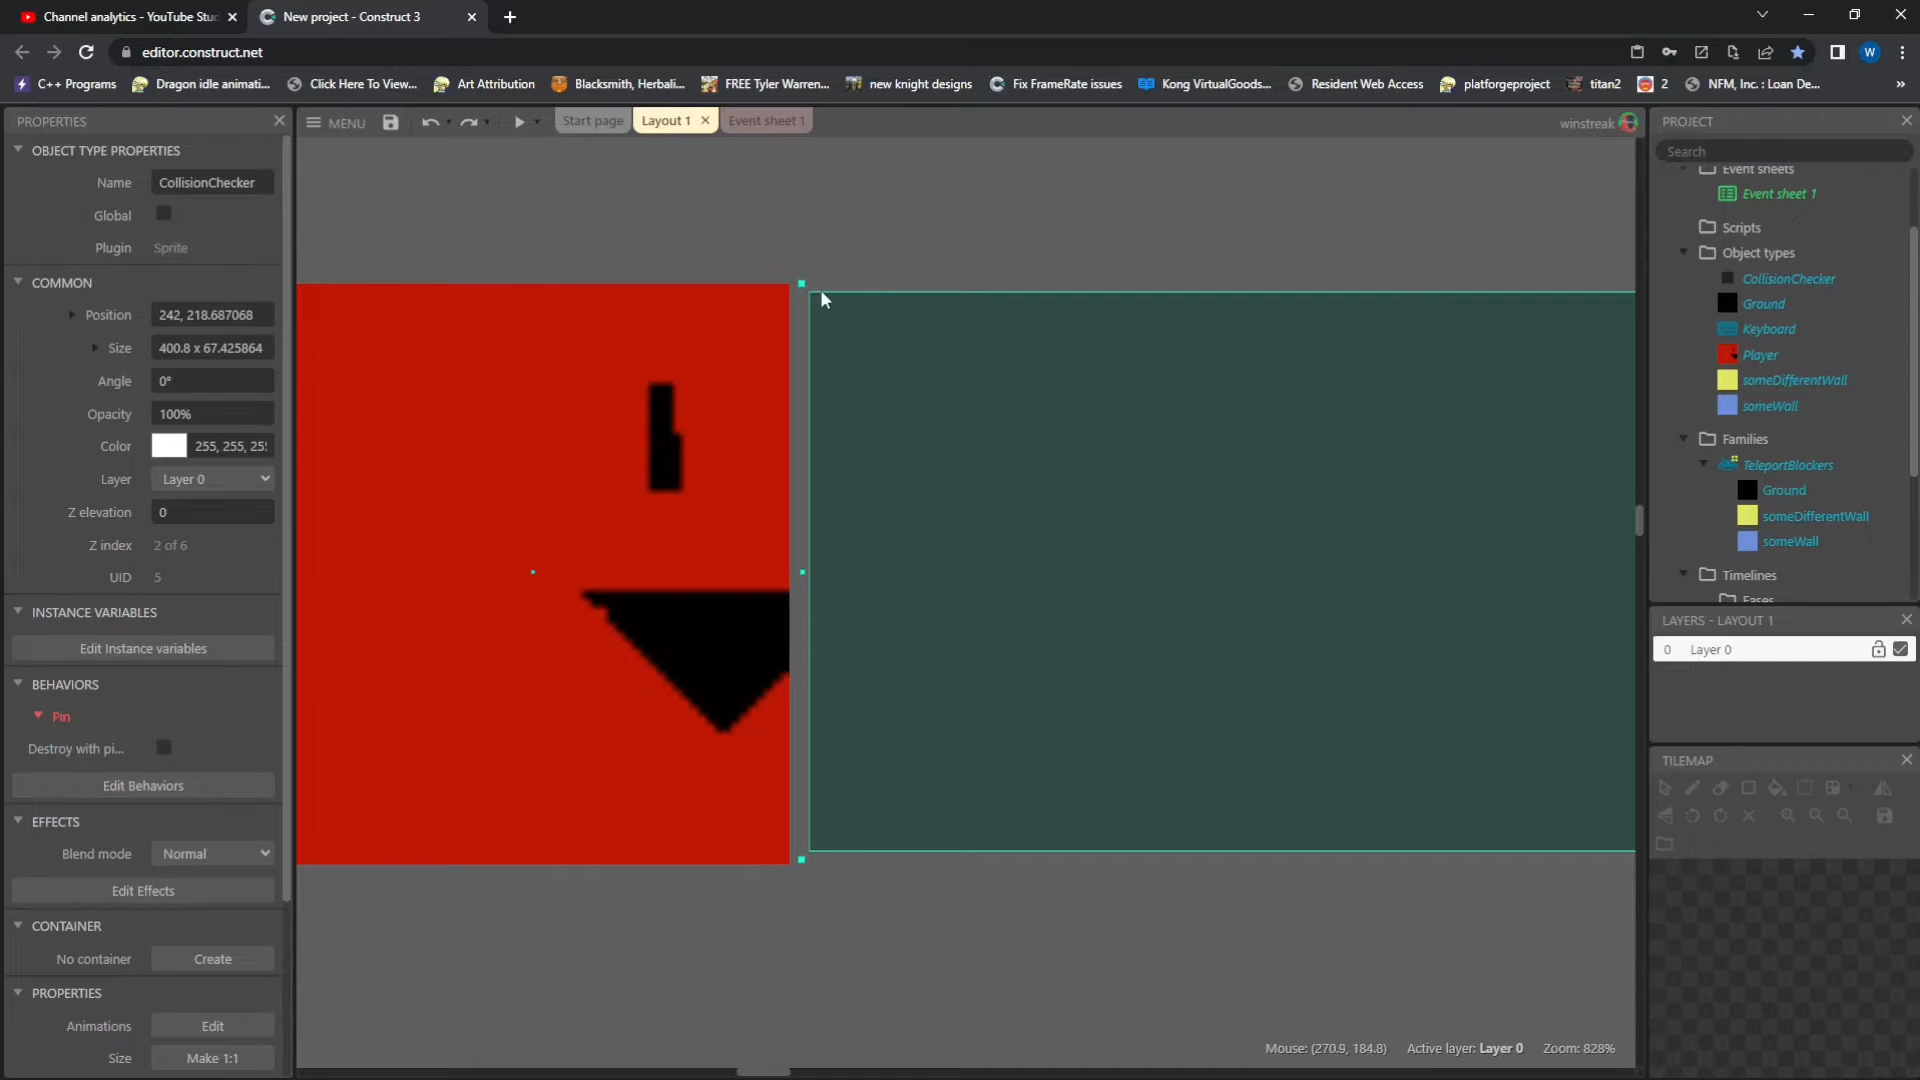 Channel analytics - YouTube Stu
New project - Construct 3
editor.construct.net
W
C++ Programs
Dragon idle animati...
Click Here To View...
Art Attribution
Blacksmith, Herbali...
FREE Tyler Warren...
new knight designs
Fix FrameRate issues
Kong VirtualGoods...
Resident Web Access
platforgeproject
titan2
2
NFM, Inc. : Loan De...
»
PROPERTIES
MENU
Start page
Layout 1
Event sheet 1
winstreak
PROJECT
OBJECT TYPE PROPERTIES
Name CollisionChecker
Global
Plugin Sprite
COMMON
Position 242, 218.687068
Size 400.8 x 67.425864
Angle 0°
Opacity 100%
Color 255, 255, 25
Layer Layer 0
Z elevation 0
Z index 2 of 6
UID 5
INSTANCE VARIABLES
Edit Instance variables
BEHAVIORS
Pin
Destroy with pi...
Edit Behaviors
EFFECTS
Blend mode Normal
Edit Effects
CONTAINER
No container Create
PROPERTIES
Animations Edit
Size Make 1:1
Search
Event sheets
Event sheet 1
Scripts
Object types
CollisionChecker
Ground
Keyboard
Player
someDifferentWall
someWall
Families
TeleportBlockers
Ground
someDifferentWall
someWall
Timelines
Eases
LAYERS - LAYOUT 1
0 Layer 0
TILEMAP
Mouse: (270.9, 184.8) Active layer: Layer 0 Zoom: 828%